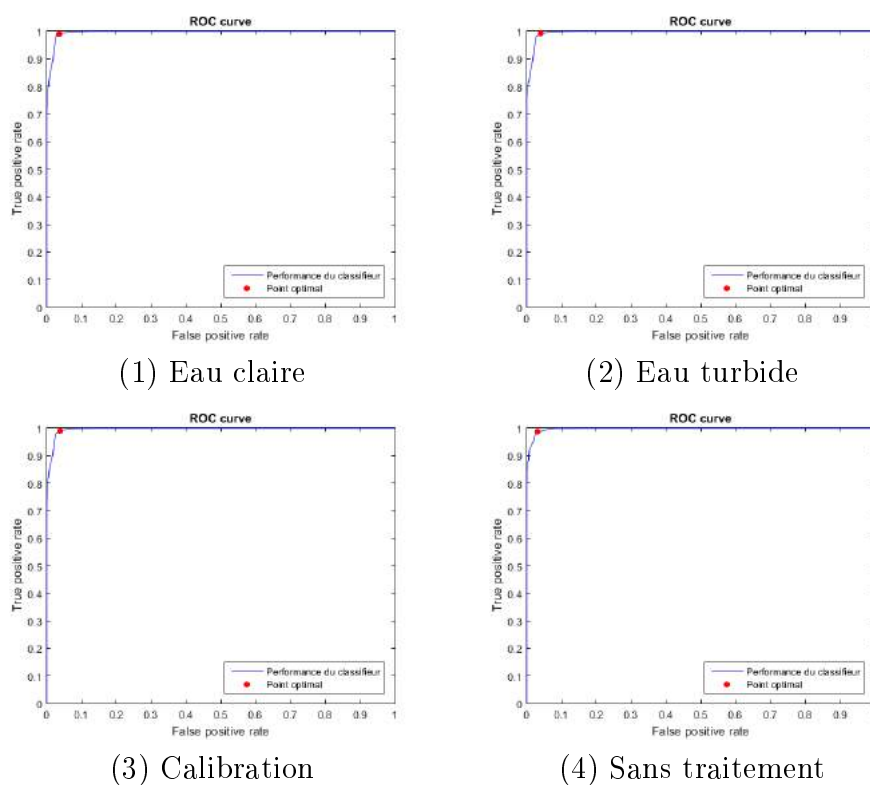 ROC curve
1
0.9
0.8
0.7
0.6
0.5
0.4
0.3
0.2
0.1
0
True positive rate
Performance du classifieur
Point optimal
0 0.1 0.2 0.3 0.4 0.5 0.6 0.7 0.8 0.9 1
False positive rate
(1) Eau claire
ROC curve
1
0.9
0.8
0.7
0.6
0.5
0.4
0.3
0.2
0.1
0
True positive rate
Performance du classifieur
Point optimal
0 0.1 0.2 0.3 0.4 0.5 0.6 0.7 0.8 0.9
False positive rate
(2) Eau turbide
ROC curve
1
0.9
0.8
0.7
0.6
0.5
0.4
0.3
0.2
0.1
0
True positive rate
Performance du classifieur
Point optimal
0 0.1 0.2 0.3 0.4 0.5 0.6 0.7 0.8 0.9 1
False positive rate
(3) Calibration
ROC curve
1
0.9
0.8
0.7
0.6
0.5
0.4
0.3
0.2
0.1
0
True positive rate
Performance du classifieur
Point optimal
0 0.1 0.2 0.3 0.4 0.5 0.6 0.7 0.8 0.9
False positive rate
(4) Sans traitement